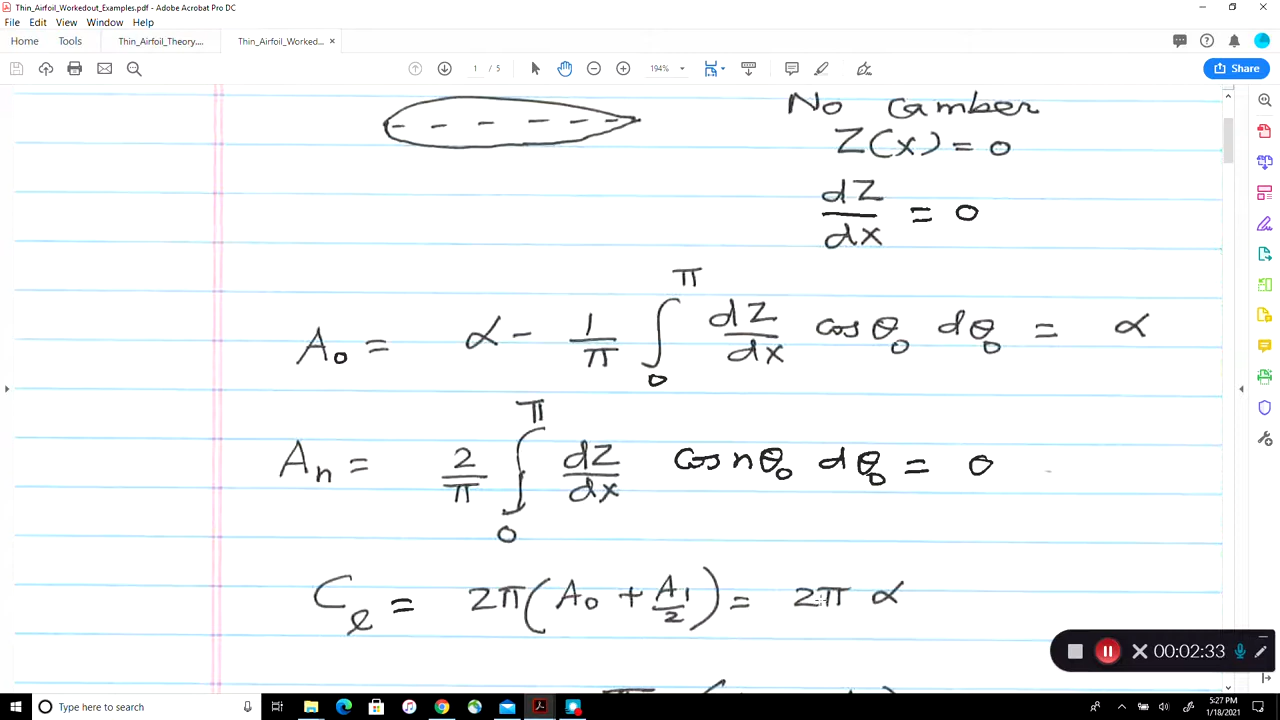 Thin_Airfoil_Workedout_Examples.pdf - Adobe Acrobat Pro DC
File Edit View Window Help
Home Tools Thin_Airfoil_Theory.... Thin_Airfoil_Worked... ×
1 / 5 194% Share
No Camber
Z(x) = 0
dZ/dx = 0
A₀ = α - 1/π ∫₀^π dZ/dx cos θ₀ dθ₀ = α
Aₙ = 2/π ∫₀^π dZ/dx cos nθ₀ dθ₀ = 0
C_l = 2π(A₀ + A₁/2) = 2π α
00:02:33
Type here to search
5:27 PM
1/18/2021